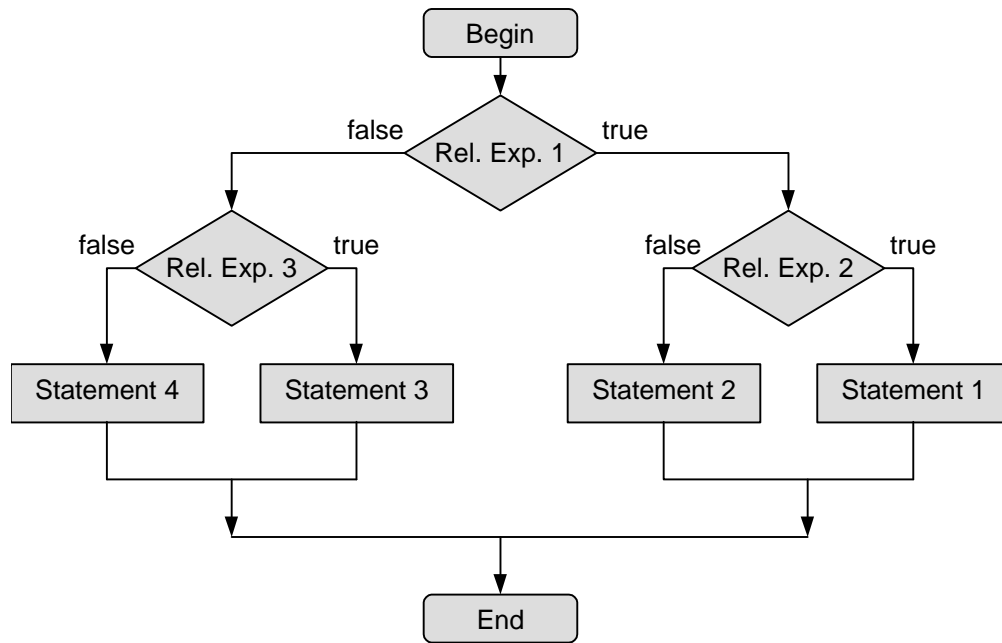 Begin
false
true
Rel. Exp. 1
false
true
false
true
Rel. Exp. 3
Rel. Exp. 2
Statement 4
Statement 3
Statement 2
Statement 1
End